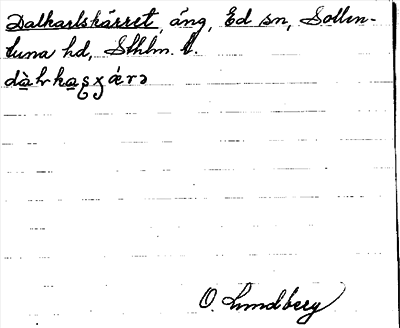 Dalkarlskärret, äng, Ed sn, Sollen-
tuna hd, Sthlm. l.
O. Lundberg